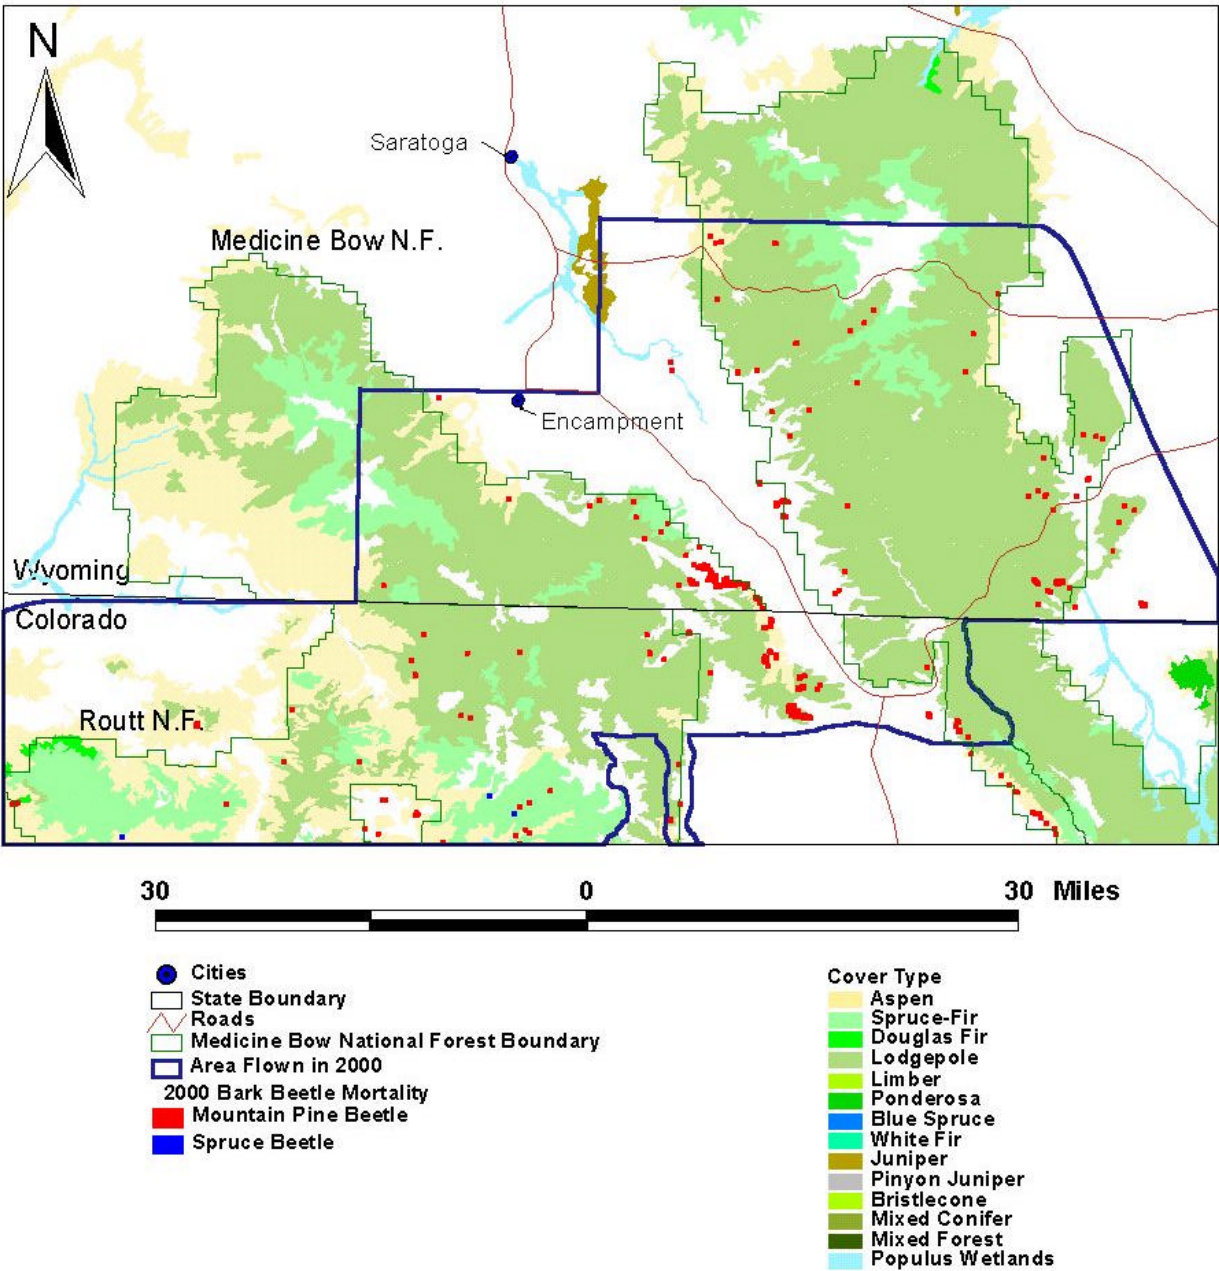 N
Saratoga
Medicine Bow N.F.
Encampment
Wyoming
Colorado
Routt N.F.
30 0 30 Miles
Cities
State Boundary
Roads
Medicine Bow National Forest Boundary
Area Flown in 2000
2000 Bark Beetle Mortality
Mountain Pine Beetle
Spruce Beetle
Cover Type
Aspen
Spruce-Fir
Douglas Fir
Lodgepole
Limber
Ponderosa
Blue Spruce
White Fir
Juniper
Pinyon Juniper
Bristlecone
Mixed Conifer
Mixed Forest
Populus Wetlands